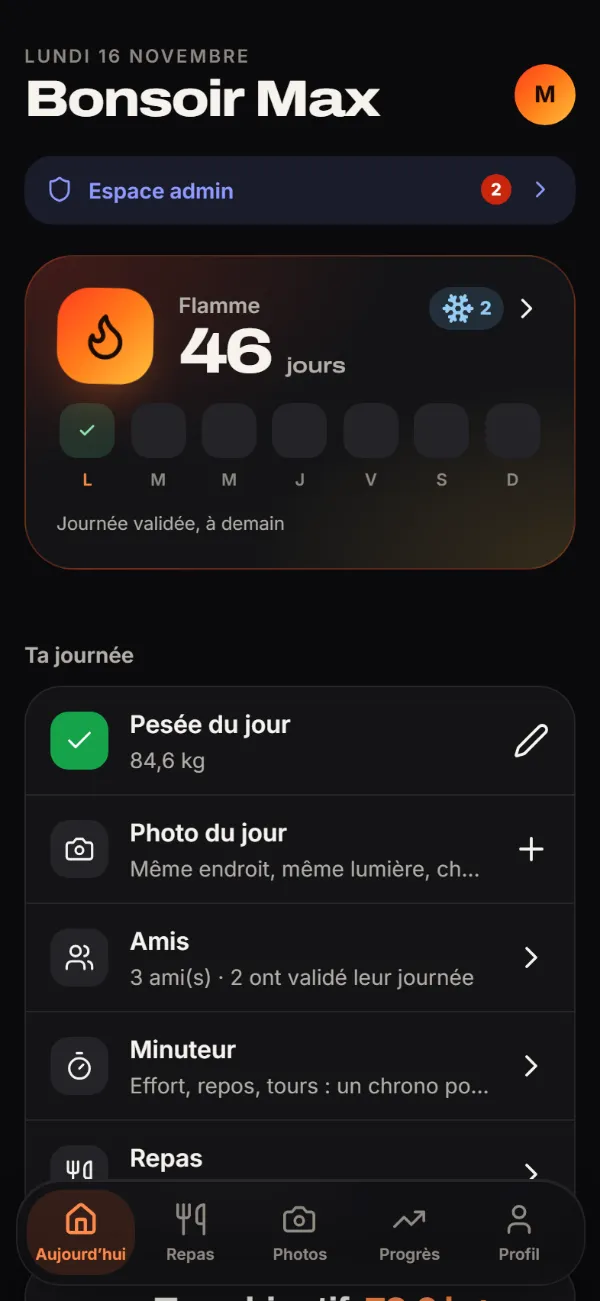 LUNDI 16 NOVEMBRE
Bonsoir Max
M
Espace admin
2
Flamme
2
46 jours
L M M J V S D
Journée validée, à demain
Ta journée
Pesée du jour
84,6 kg
Photo du jour
Même endroit, même lumière, ch...
Amis
3 ami(s) · 2 ont validé leur journée
Minuteur
Effort, repos, tours : un chrono po...
Repas
Aujourd'hui Repas Photos Progrès Profil